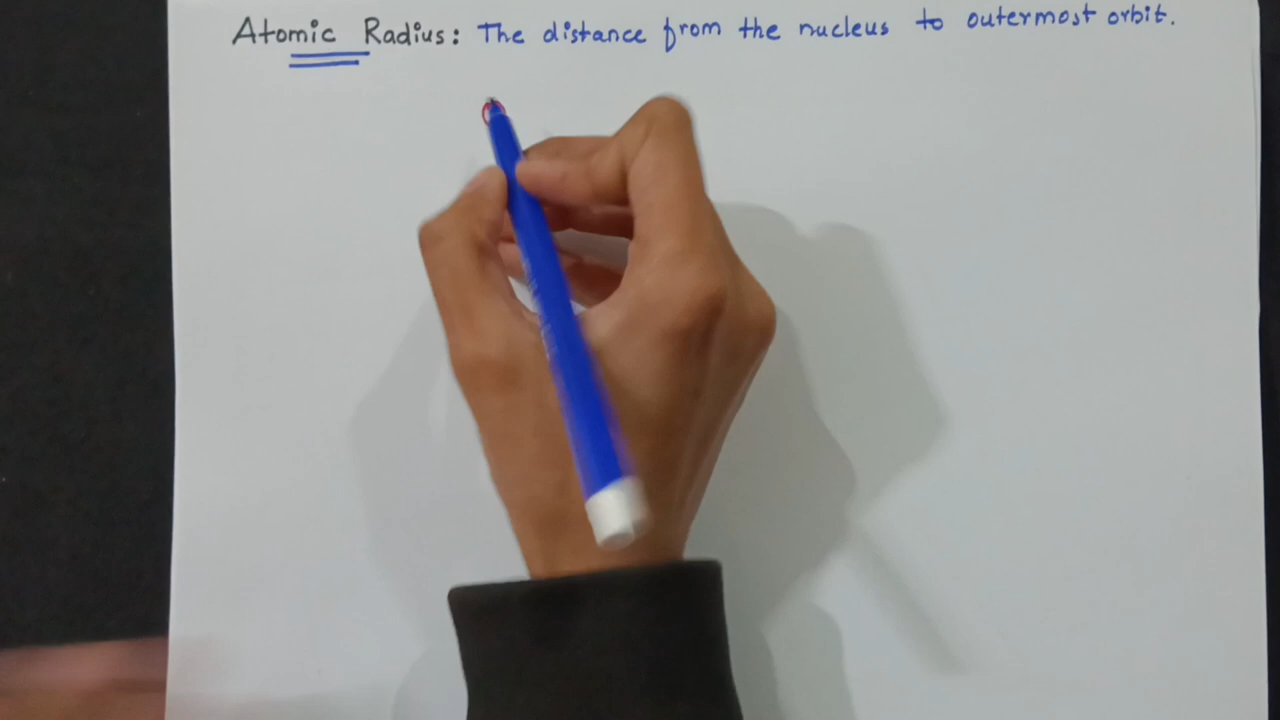 Atomic Radius: The distance from the nucleus to outermost orbit.